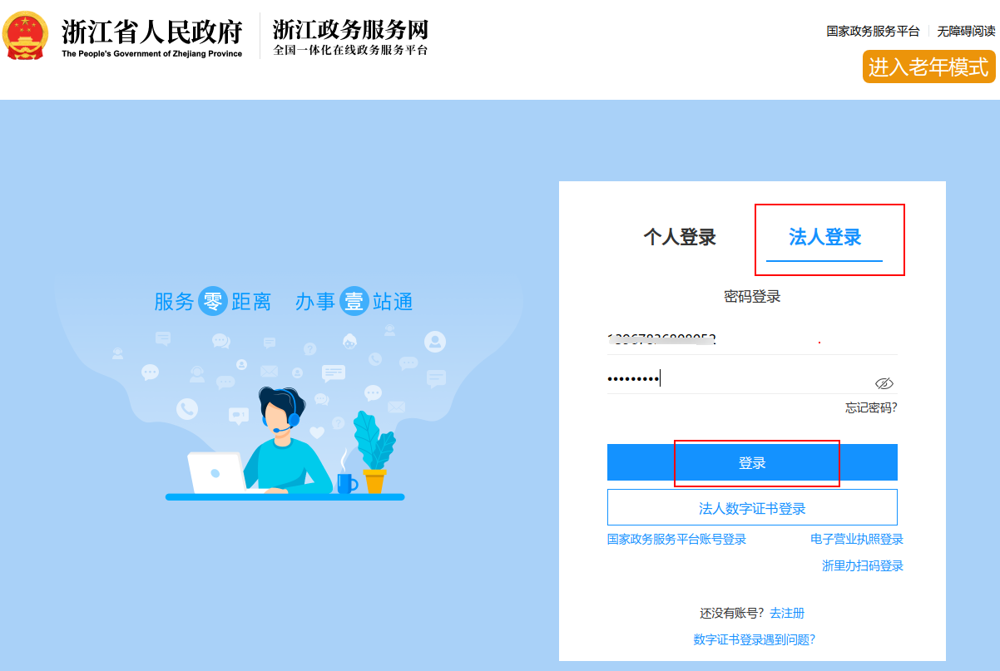 浙江省人民政府
The People's Government of Zhejiang Province
浙江政务服务网
全国一体化在线政务服务平台
国家政务服务平台 无障碍阅读
进入老年模式
服务零距离 办事壹站通
个人登录 法人登录
密码登录
•••••••••
忘记密码?
登录
法人数字证书登录
国家政务服务平台账号登录 电子营业执照登录
浙里办扫码登录
还没有账号? 去注册
数字证书登录遇到问题?